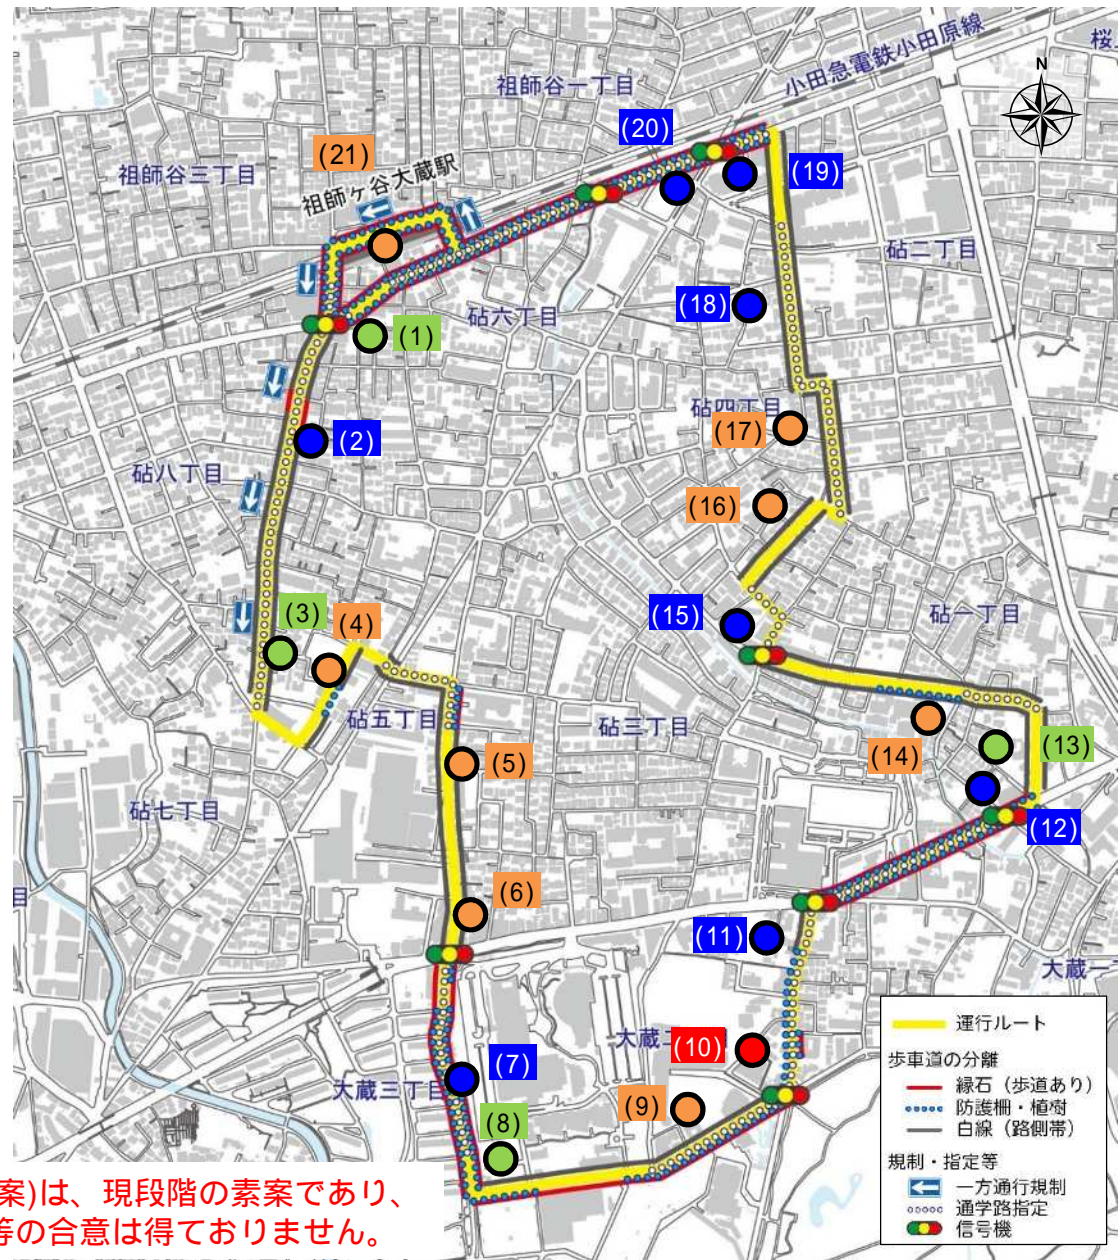 小田急電鉄小田原線
桜
N
祖師谷一丁目
(20)
(21)
祖師谷三丁目
祖師ヶ谷大蔵駅
(19)
砧二丁目
(18)
砧六丁目
(1)
砧四丁目
(17)
(2)
砧八丁目
(16)
(3)
(4)
(15)
砧一丁目
砧五丁目
砧三丁目
(14)
(13)
(5)
砧七丁目
(12)
目
(6)
(11)
大蔵一丁
大蔵二
(10)
(7)
大蔵三丁目
(9)
(8)
運行ルート
歩車道の分離
縁石（歩道あり）
防護柵・植樹
白線（路側帯）
規制・指定等
一方通行規制
通学路指定
信号機
案)は、現段階の素案であり、
等の合意は得ておりません。